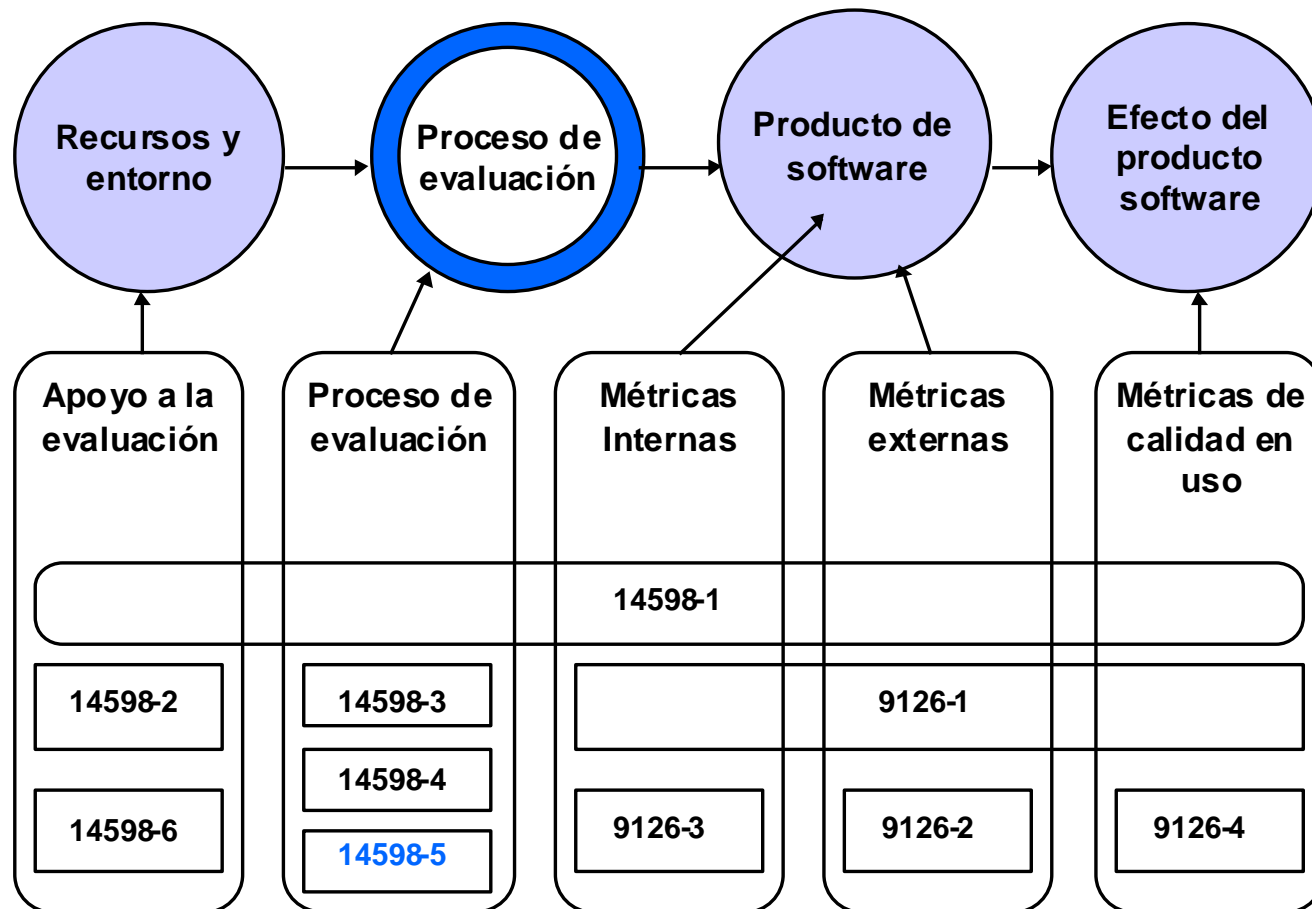 Recursos y
entorno
Proceso de
evaluación
Producto de
software
Efecto del
producto
software
Apoyo a la
evaluación
Proceso de
evaluación
Métricas
Internas
Métricas
externas
Métricas de
calidad en
uso
14598-1
14598-2
14598-3
9126-1
14598-4
14598-6
14598-5
9126-3
9126-2
9126-4